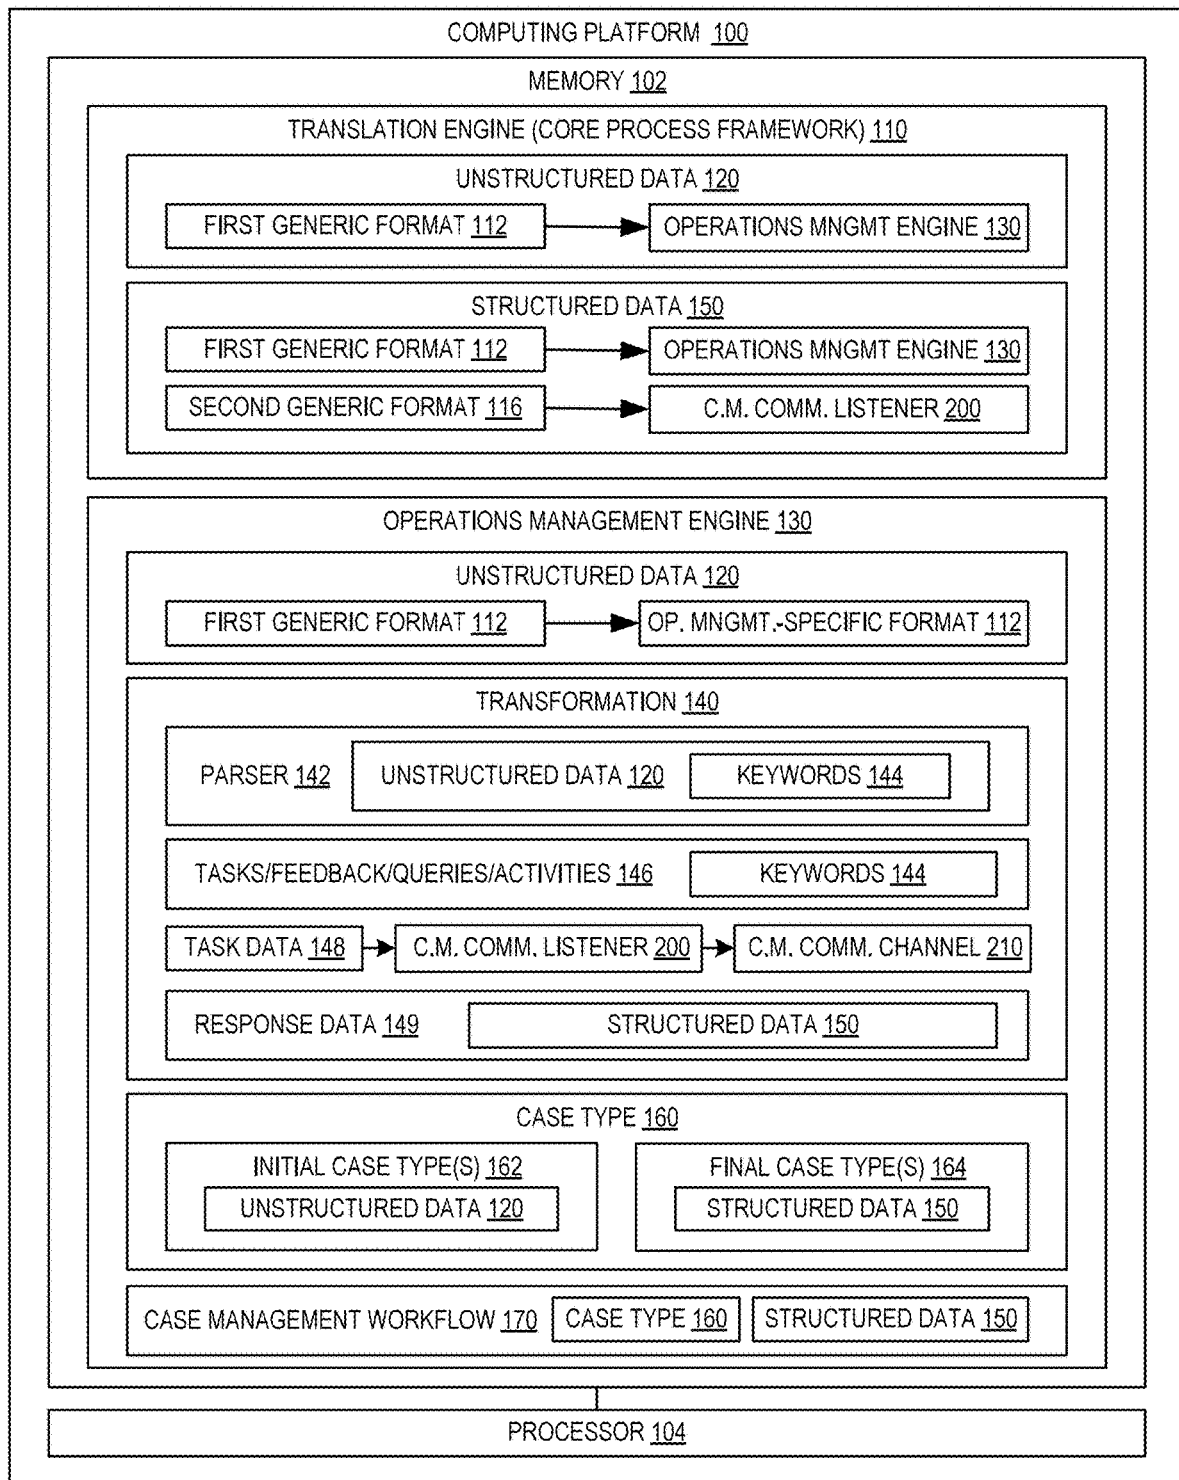 COMPUTING PLATFORM 100
MEMORY 102
TRANSLATION ENGINE (CORE PROCESS FRAMEWORK) 110
UNSTRUCTURED DATA 120
FIRST GENERIC FORMAT 112 OPERATIONS MNGMT ENGINE 130
STRUCTURED DATA 150
FIRST GENERIC FORMAT 112 OPERATIONS MNGMT ENGINE 130
SECOND GENERIC FORMAT 116 C.M. COMM. LISTENER 200
OPERATIONS MANAGEMENT ENGINE 130
UNSTRUCTURED DATA 120
FIRST GENERIC FORMAT 112 OP. MNGMT.-SPECIFIC FORMAT 112
TRANSFORMATION 140
PARSER 142 UNSTRUCTURED DATA 120 KEYWORDS 144
TASKS/FEEDBACK/QUERIES/ACTIVITIES 146 KEYWORDS 144
TASK DATA 148 C.M. COMM. LISTENER 200 C.M. COMM. CHANNEL 210
RESPONSE DATA 149 STRUCTURED DATA 150
CASE TYPE 160
INITIAL CASE TYPE(S) 162 FINAL CASE TYPE(S) 164
UNSTRUCTURED DATA 120 STRUCTURED DATA 150
CASE MANAGEMENT WORKFLOW 170 CASE TYPE 160 STRUCTURED DATA 150
PROCESSOR 104